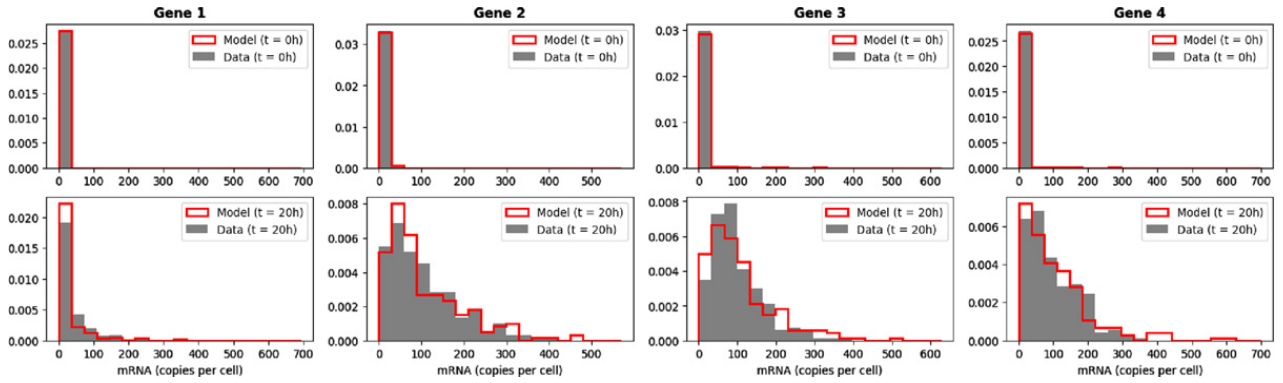 Gene 1
Gene 2
Gene 3
Gene 4
0.025
0.020
0.015
0.010
0.005
0.000
0 100 200 300 400 500 600 700
Model (t = 0h)
Data (t = 0h)
0.03
0.02
0.01
0.00
0 100 200 300 400 500
Model (t = 0h)
Data (t = 0h)
0.03
0.02
0.01
0.00
0 100 200 300 400 500 600
Model (t = 0h)
Data (t = 0h)
0.025
0.020
0.015
0.010
0.005
0.000
0 100 200 300 400 500 600 700
Model (t = 0h)
Data (t = 0h)
0.020
0.015
0.010
0.005
0.000
0 100 200 300 400 500 600 700
mRNA (copies per cell)
Model (t = 20h)
Data (t = 20h)
0.008
0.006
0.004
0.002
0.000
0 100 200 300 400 500
mRNA (copies per cell)
Model (t = 20h)
Data (t = 20h)
0.008
0.006
0.004
0.002
0.000
0 100 200 300 400 500 600
mRNA (copies per cell)
Model (t = 20h)
Data (t = 20h)
0.006
0.004
0.002
0.000
0 100 200 300 400 500 600 700
mRNA (copies per cell)
Model (t = 20h)
Data (t = 20h)